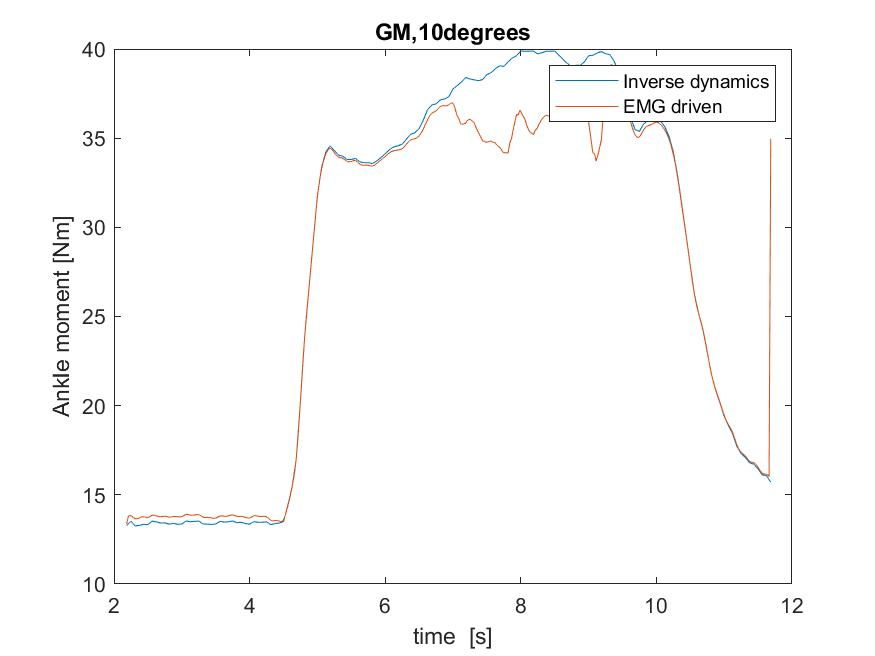 GM,10degrees
40
35
30
25
20
15
10
Ankle moment [Nm]
Inverse dynamics
EMG driven
2 4 6 8 10 12
time [s]